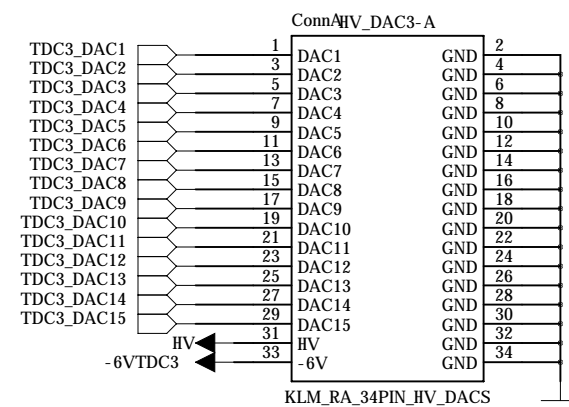 ConnA HV_DAC3-A
TDC3_DAC1 1 DAC1 GND 2
TDC3_DAC2 3 DAC2 GND 4
TDC3_DAC3 5 DAC3 GND 6
TDC3_DAC4 7 DAC4 GND 8
TDC3_DAC5 9 DAC5 GND 10
TDC3_DAC6 11 DAC6 GND 12
TDC3_DAC7 13 DAC7 GND 14
TDC3_DAC8 15 DAC8 GND 16
TDC3_DAC9 17 DAC9 GND 18
TDC3_DAC10 19 DAC10 GND 20
TDC3_DAC11 21 DAC11 GND 22
TDC3_DAC12 23 DAC12 GND 24
TDC3_DAC13 25 DAC13 GND 26
TDC3_DAC14 27 DAC14 GND 28
TDC3_DAC15 29 DAC15 GND 30
HV 31 HV GND 32
-6VTDC3 33 -6V GND 34
KLM_RA_34PIN_HV_DACS